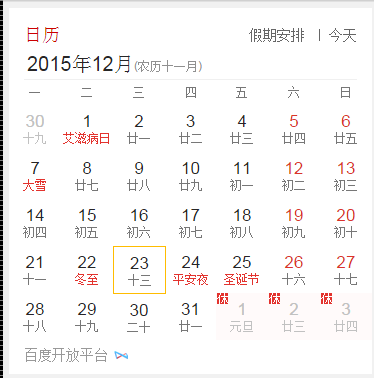 日历 假期安排 | 今天
2015年12月(农历十一月)
一 二 三 四 五 六 日
30 1 2 3 4 5 6
十九 艾滋病日 廿一 廿二 廿三 廿四 廿五
7 8 9 10 11 12 13
大雪 廿七 廿八 廿九 初一 初二 初三
14 15 16 17 18 19 20
初四 初五 初六 初七 初八 初九 初十
21 22 23 24 25 26 27
十一 冬至 十三 平安夜 圣诞节 十六 十七
假 假 假
28 29 30 31 1 2 3
十八 十九 二十 廿一 元旦 廿三 廿四
百度开放平台